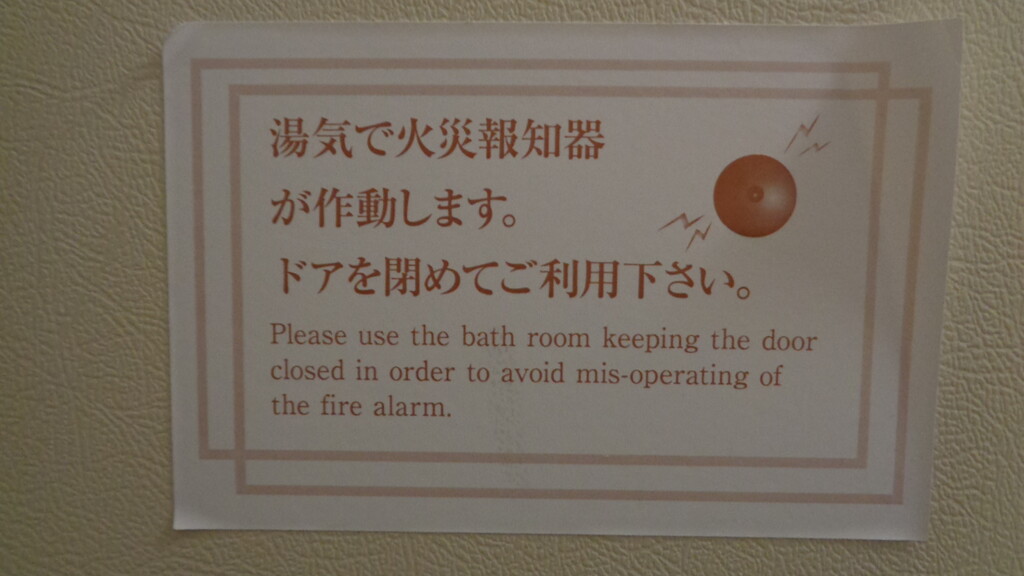 湯気で火災報知器
が作動します。
ドアを閉めてご利用下さい。
Please use the bath room keeping the door
closed in order to avoid mis-operating of
the fire alarm.